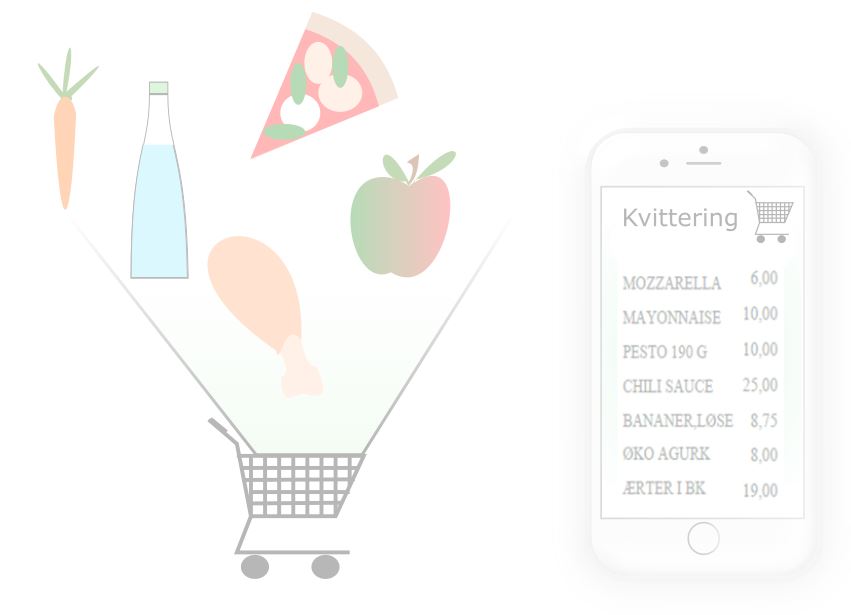 Kvittering
MOZZARELLA 6,00
MAYONNAISE 10,00
PESTO 190 G 10,00
CHILI SAUCE 25,00
BANANER,LØSE 8,75
ØKO AGURK 8,00
ÆRTER I BK 19,00